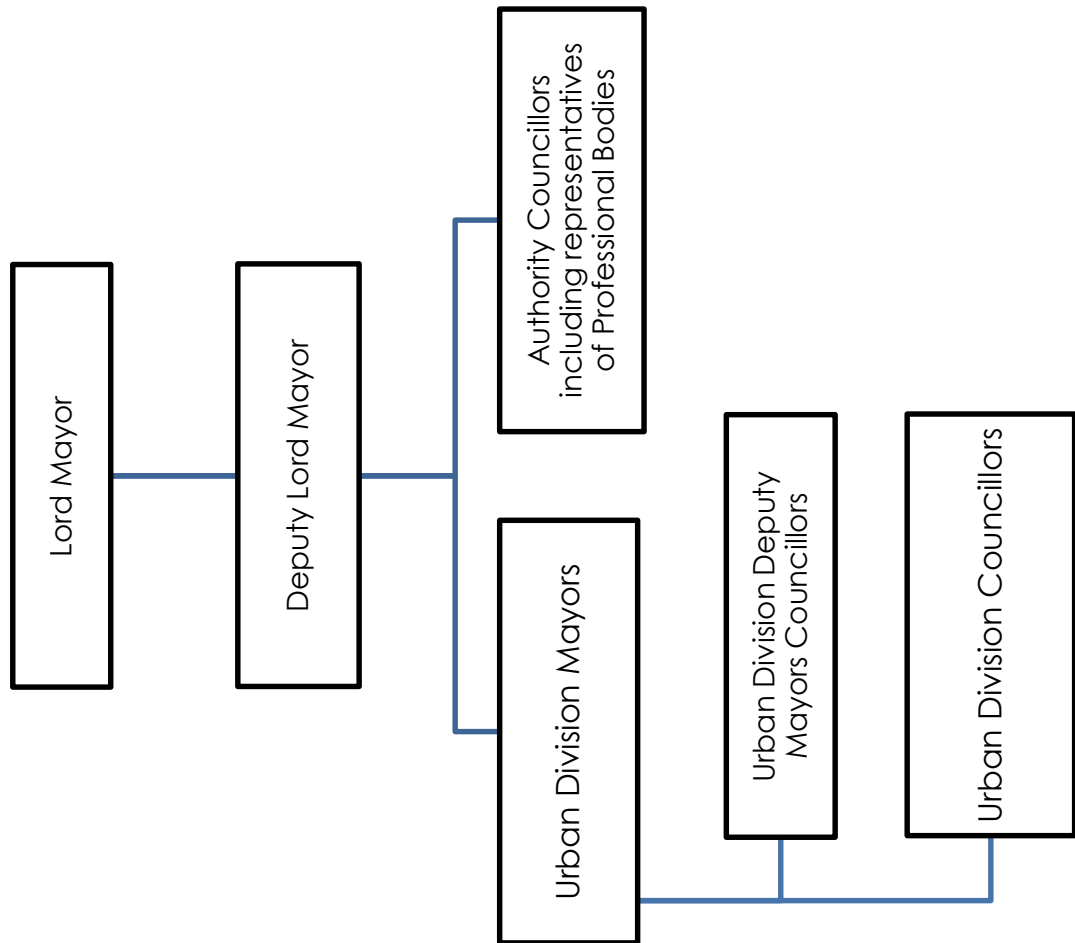 Lord Mayor
Deputy Lord Mayor
Urban Division Mayors
Authority Councillors
including representatives
of Professional Bodies
Urban Division Deputy
Mayors Councillors
Urban Division Councillors